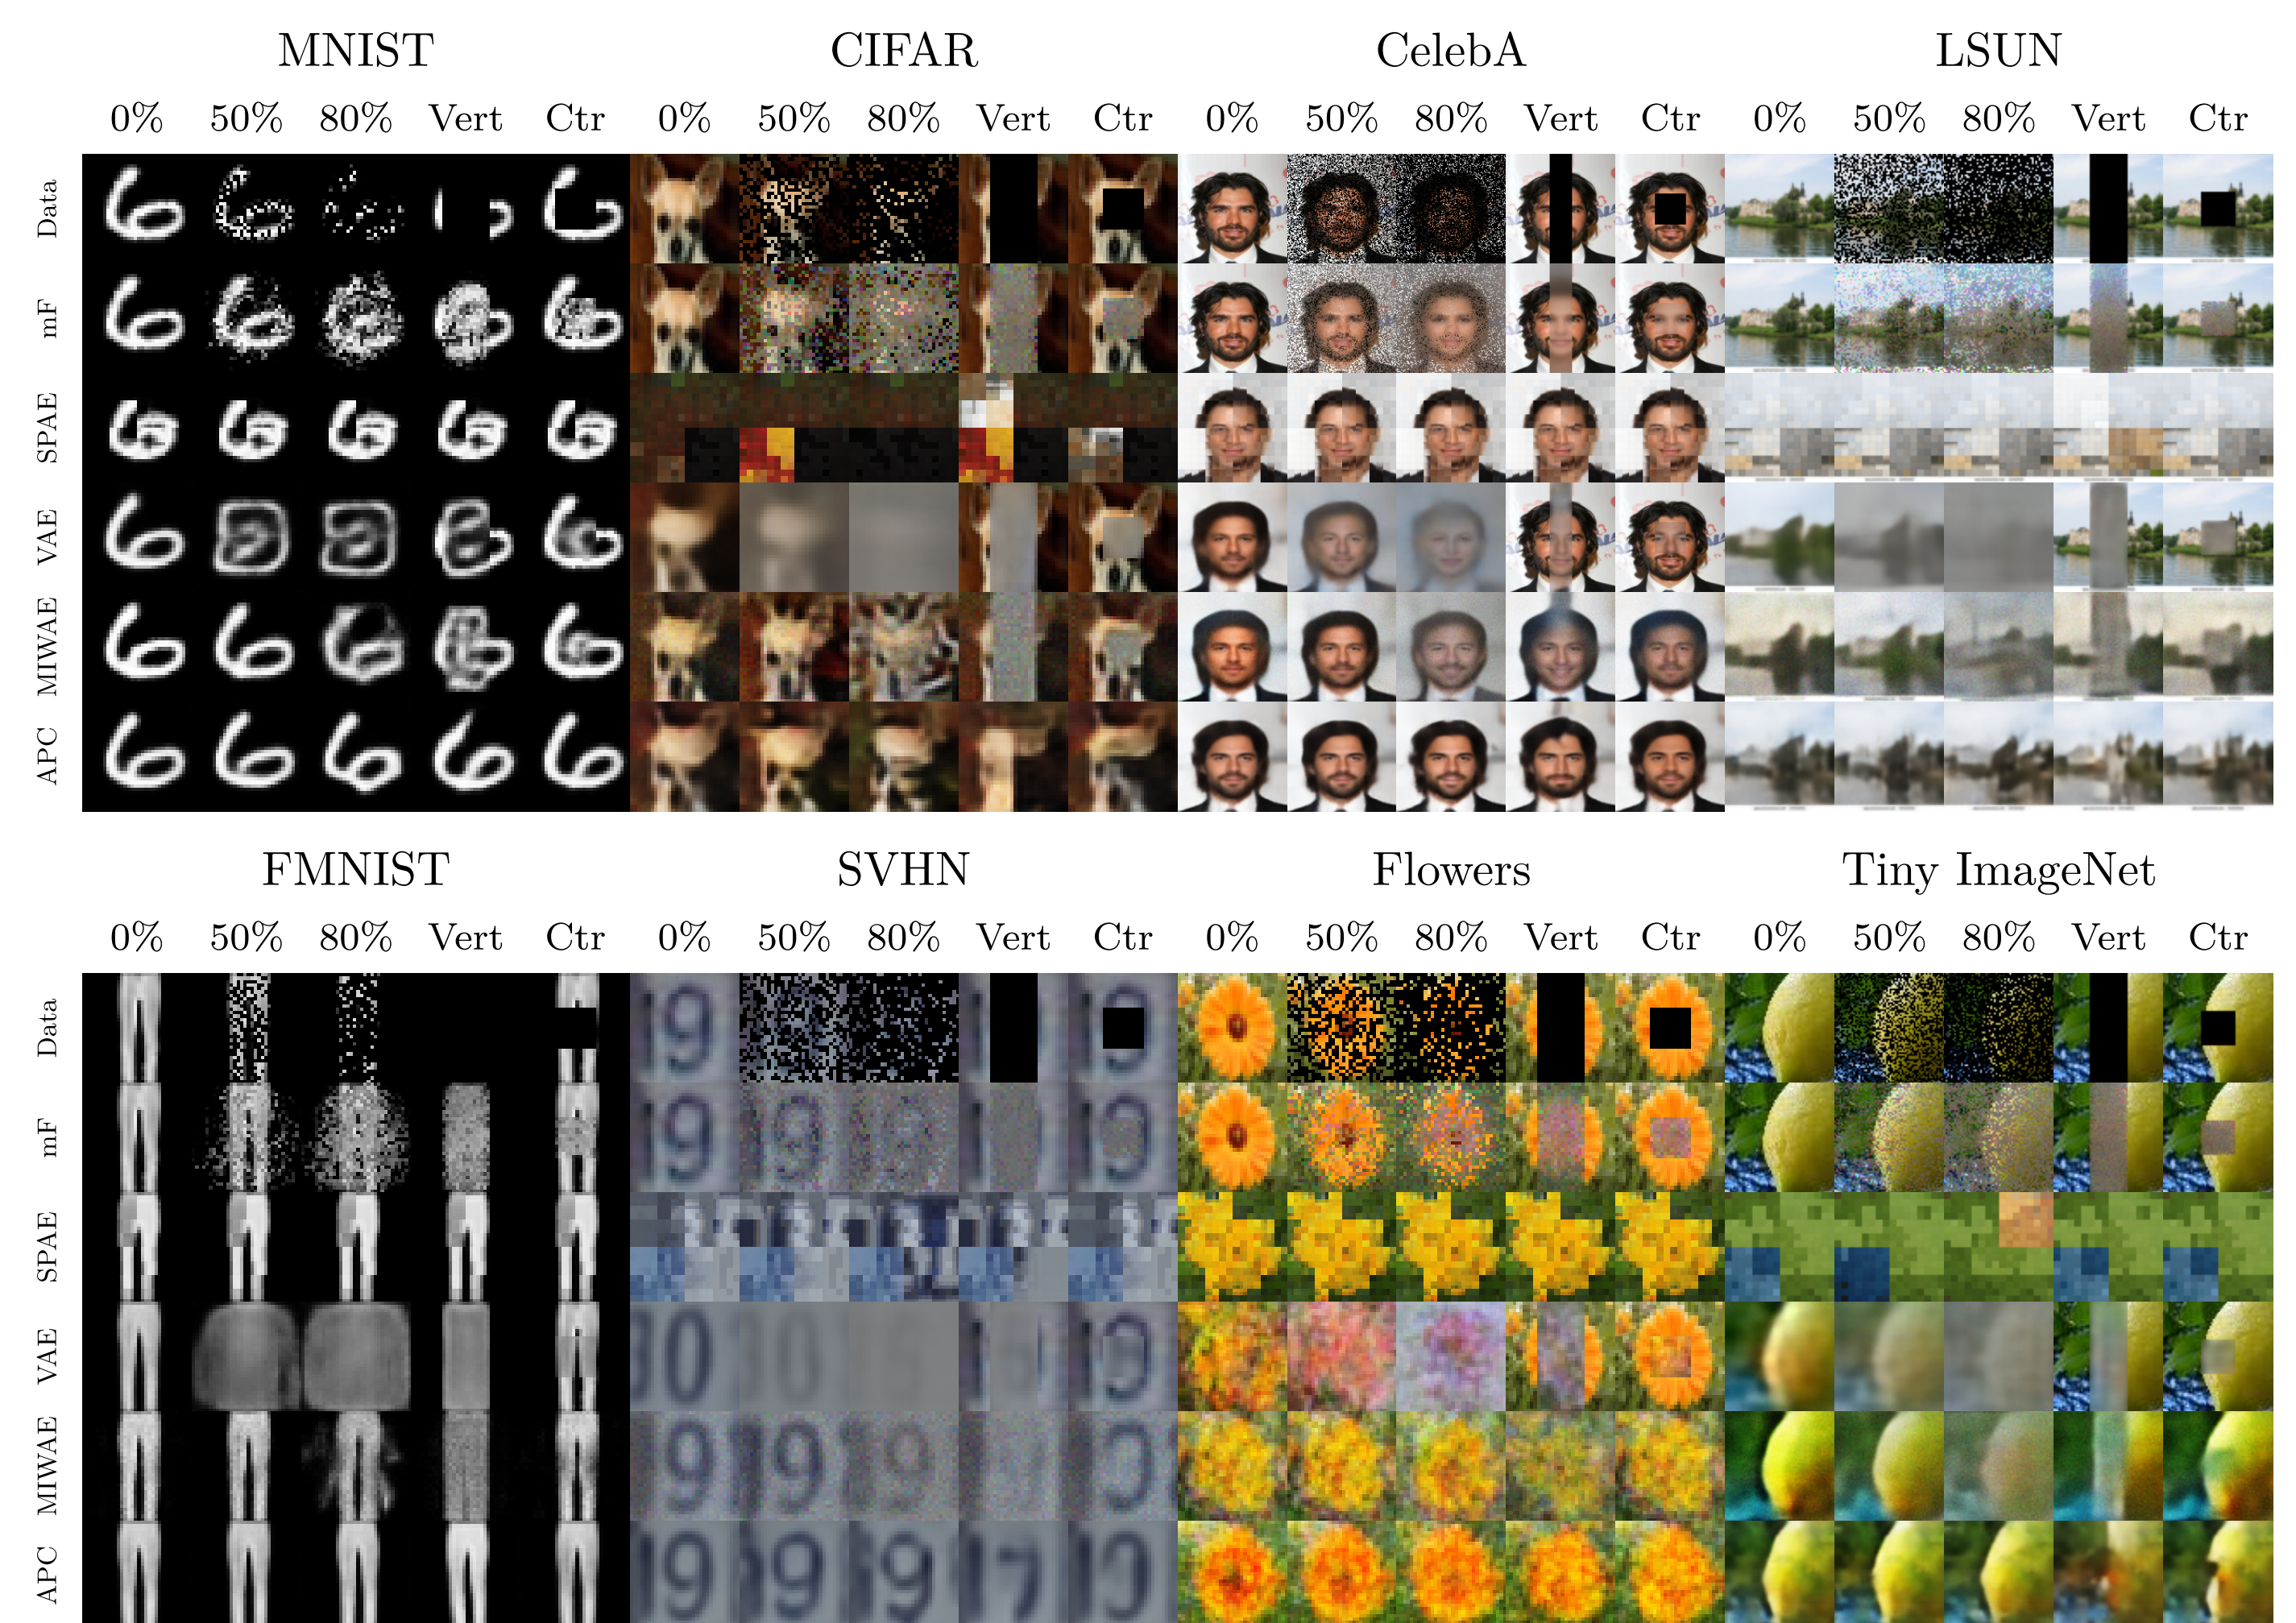 MNIST CIFAR CelebA LSUN
0% 50% 80% Vert Ctr 0% 50% 80% Vert Ctr 0% 50% 80% Vert Ctr 0% 50% 80% Vert Ctr
Data
mF
SPAE
VAE
MIWAE
APC
FMNIST SVHN Flowers Tiny ImageNet
0% 50% 80% Vert Ctr 0% 50% 80% Vert Ctr 0% 50% 80% Vert Ctr 0% 50% 80% Vert Ctr
Data
mF
SPAE
VAE
MIWAE
APC